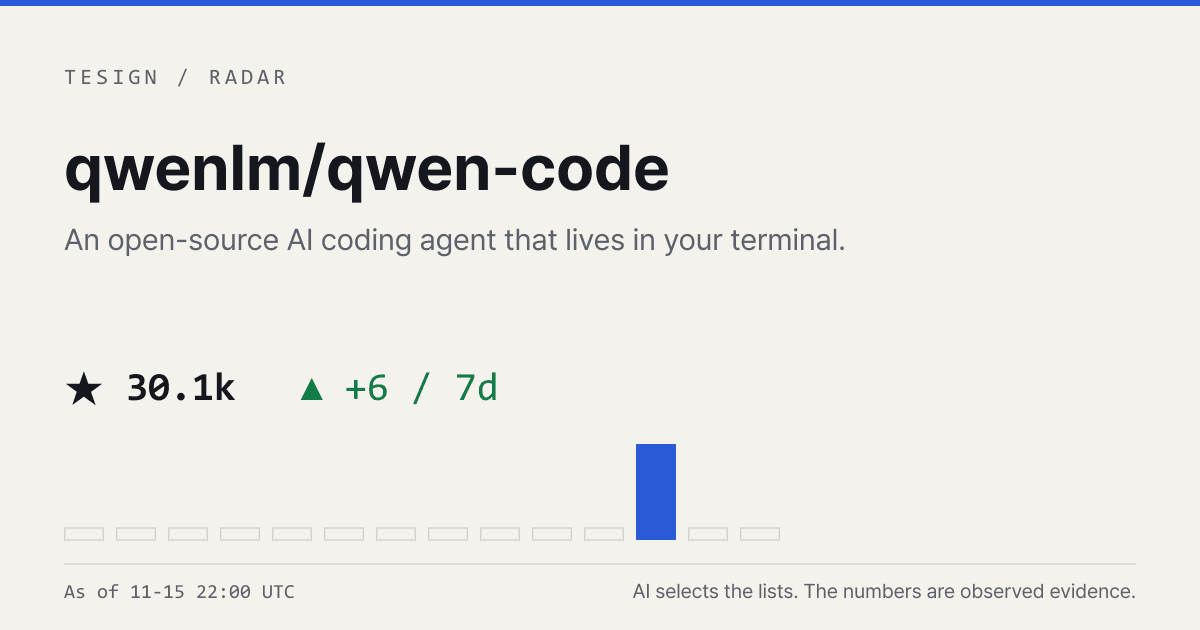 TESIGN / RADAR
qwenlm/qwen-code
An open-source AI coding agent that lives in your terminal.
★ 30.1k ▲ +6 / 7d
As of 11-15 22:00 UTC
AI selects the lists. The numbers are observed evidence.